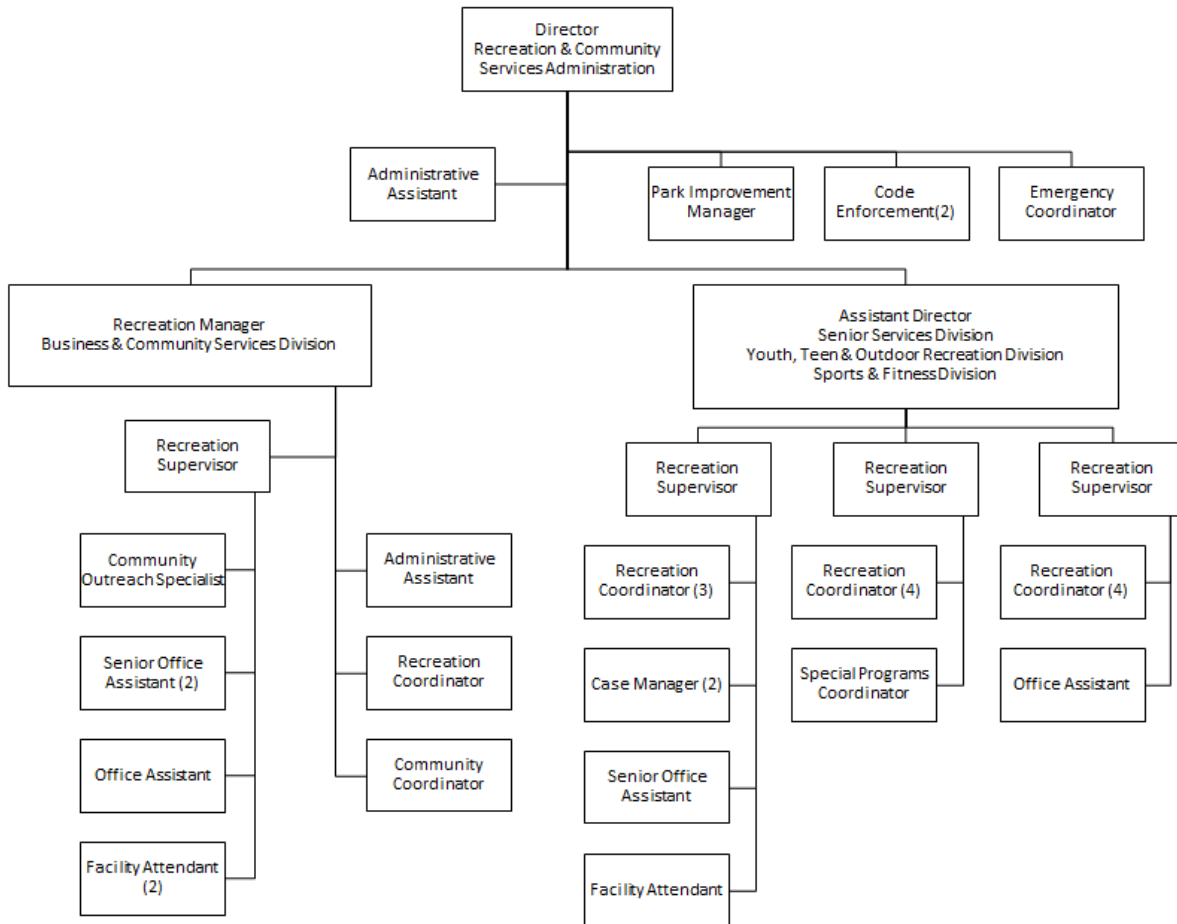 Director
Recreation & Community
Services Administration
Administrative
Assistant
Park Improvement
Manager
Code
Enforcement(2)
Emergency
Coordinator
Recreation Manager
Business & Community Services Division
Assistant Director
Senior Services Division
Youth, Teen & Outdoor Recreation Division
Sports & Fitness Division
Recreation
Supervisor
Community
Outreach Specialist
Senior Office
Assistant (2)
Office Assistant
Facility Attendant
(2)
Administrative
Assistant
Recreation
Coordinator
Community
Coordinator
Recreation
Supervisor
Recreation
Coordinator (3)
Case Manager (2)
Senior Office
Assistant
Facility Attendant
Recreation
Supervisor
Recreation
Coordinator (4)
Special Programs
Coordinator
Recreation
Supervisor
Recreation
Coordinator (4)
Office Assistant